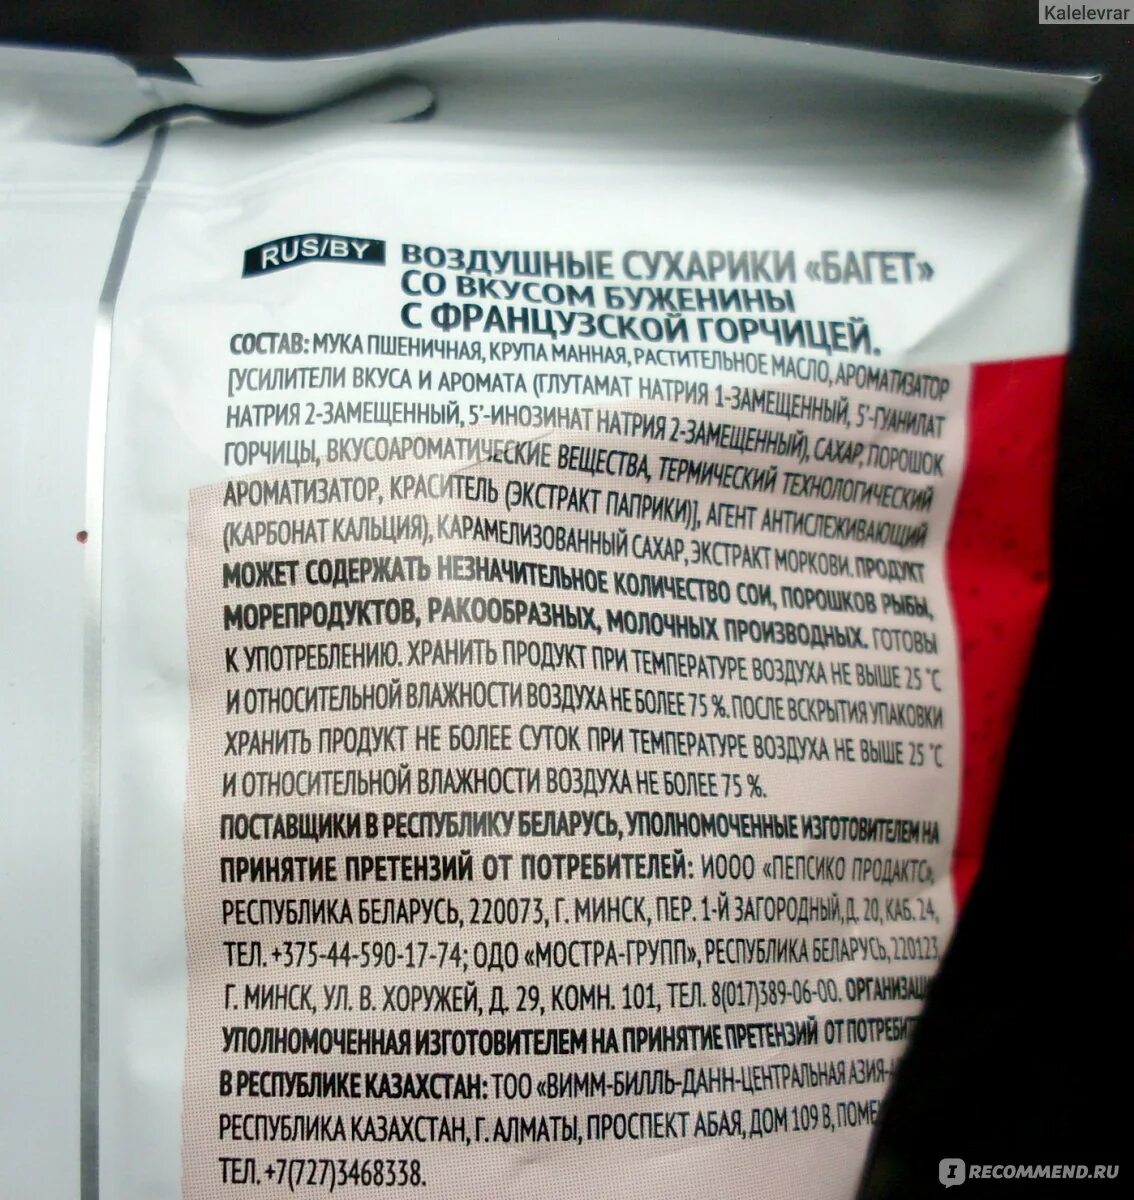 Kalelevrar
RUS/BY
ВОЗДУШНЫЕ СУХАРИКИ «БАГЕТ»
СО ВКУСОМ БУЖЕНИНЫ
С ФРАНЦУЗСКОЙ ГОРЧИЦЕЙ.
СОСТАВ: МУКА ПШЕНИЧНАЯ, КРУПА МАННАЯ, РАСТИТЕЛЬНОЕ МАСЛО, АРОМАТИЗАТОР
[УСИЛИТЕЛИ ВКУСА И АРОМАТА (ГЛУТАМАТ НАТРИЯ 1-ЗАМЕЩЕННЫЙ, 5'-ГУАНИЛАТ
НАТРИЯ 2-ЗАМЕЩЕННЫЙ, 5'-ИНОЗИНАТ НАТРИЯ 2-ЗАМЕЩЕННЫЙ), САХАР, ПОРОШОК
ГОРЧИЦЫ, ВКУСОАРОМАТИЧЕСКИЕ ВЕЩЕСТВА, ТЕРМИЧЕСКИЙ ТЕХНОЛОГИЧЕСКИЙ
АРОМАТИЗАТОР, КРАСИТЕЛЬ (ЭКСТРАКТ ПАПРИКИ)], АГЕНТ АНТИСЛЕЖИВАЮЩИЙ
(КАРБОНАТ КАЛЬЦИЯ), КАРАМЕЛИЗОВАННЫЙ САХАР, ЭКСТРАКТ МОРКОВИ. ПРОДУКТ
МОЖЕТ СОДЕРЖАТЬ НЕЗНАЧИТЕЛЬНОЕ КОЛИЧЕСТВО СОИ, ПОРОШКОВ РЫБЫ,
МОРЕПРОДУКТОВ, РАКООБРАЗНЫХ, МОЛОЧНЫХ ПРОИЗВОДНЫХ. ГОТОВЫ
К УПОТРЕБЛЕНИЮ. ХРАНИТЬ ПРОДУКТ ПРИ ТЕМПЕРАТУРЕ ВОЗДУХА НЕ ВЫШЕ 25 °С
И ОТНОСИТЕЛЬНОЙ ВЛАЖНОСТИ ВОЗДУХА НЕ БОЛЕЕ 75 %. ПОСЛЕ ВСКРЫТИЯ УПАКОВКИ
ХРАНИТЬ ПРОДУКТ НЕ БОЛЕЕ СУТОК ПРИ ТЕМПЕРАТУРЕ ВОЗДУХА НЕ ВЫШЕ 25 °С
И ОТНОСИТЕЛЬНОЙ ВЛАЖНОСТИ ВОЗДУХА НЕ БОЛЕЕ 75 %.
ПОСТАВЩИКИ В РЕСПУБЛИКУ БЕЛАРУСЬ, УПОЛНОМОЧЕННЫЕ ИЗГОТОВИТЕЛЕМ НА
ПРИНЯТИЕ ПРЕТЕНЗИЙ ОТ ПОТРЕБИТЕЛЕЙ: ИООО «ПЕПСИКО ПРОДАКТС»,
РЕСПУБЛИКА БЕЛАРУСЬ, 220073, Г. МИНСК, ПЕР. 1-Й ЗАГОРОДНЫЙ, Д. 20, КАБ. 24,
ТЕЛ. +375-44-590-17-74; ОДО «МОСТРА-ГРУПП», РЕСПУБЛИКА БЕЛАРУСЬ, 220123,
Г. МИНСК, УЛ. В. ХОРУЖЕЙ, Д. 29, КОМН. 101, ТЕЛ. 8(017)389-06-00. ОРГАНИЗАЦ
УПОЛНОМОЧЕННАЯ ИЗГОТОВИТЕЛЕМ НА ПРИНЯТИЕ ПРЕТЕНЗИЙ ОТ ПОТРЕБИТ
В РЕСПУБЛИКЕ КАЗАХСТАН: ТОО «ВИММ-БИЛЛЬ-ДАНН-ЦЕНТРАЛЬНАЯ АЗИЯ-
РЕСПУБЛИКА КАЗАХСТАН, Г. АЛМАТЫ, ПРОСПЕКТ АБАЯ, ДОМ 109 В, ПОМЕ
ТЕЛ. +7(727)3468338.
IRECOMMEND.RU